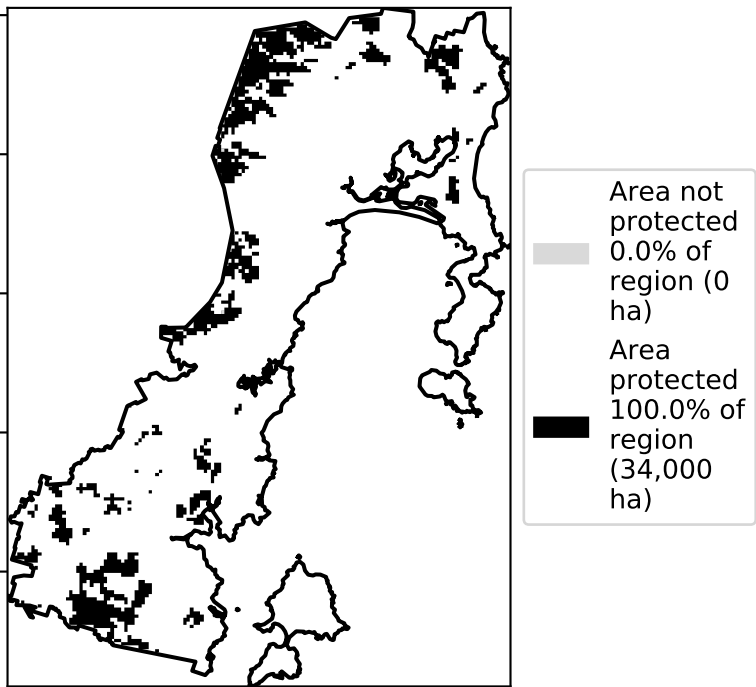 Area not
protected
0.0% of
region (0
ha)
Area
protected
100.0% of
region
(34,000
ha)